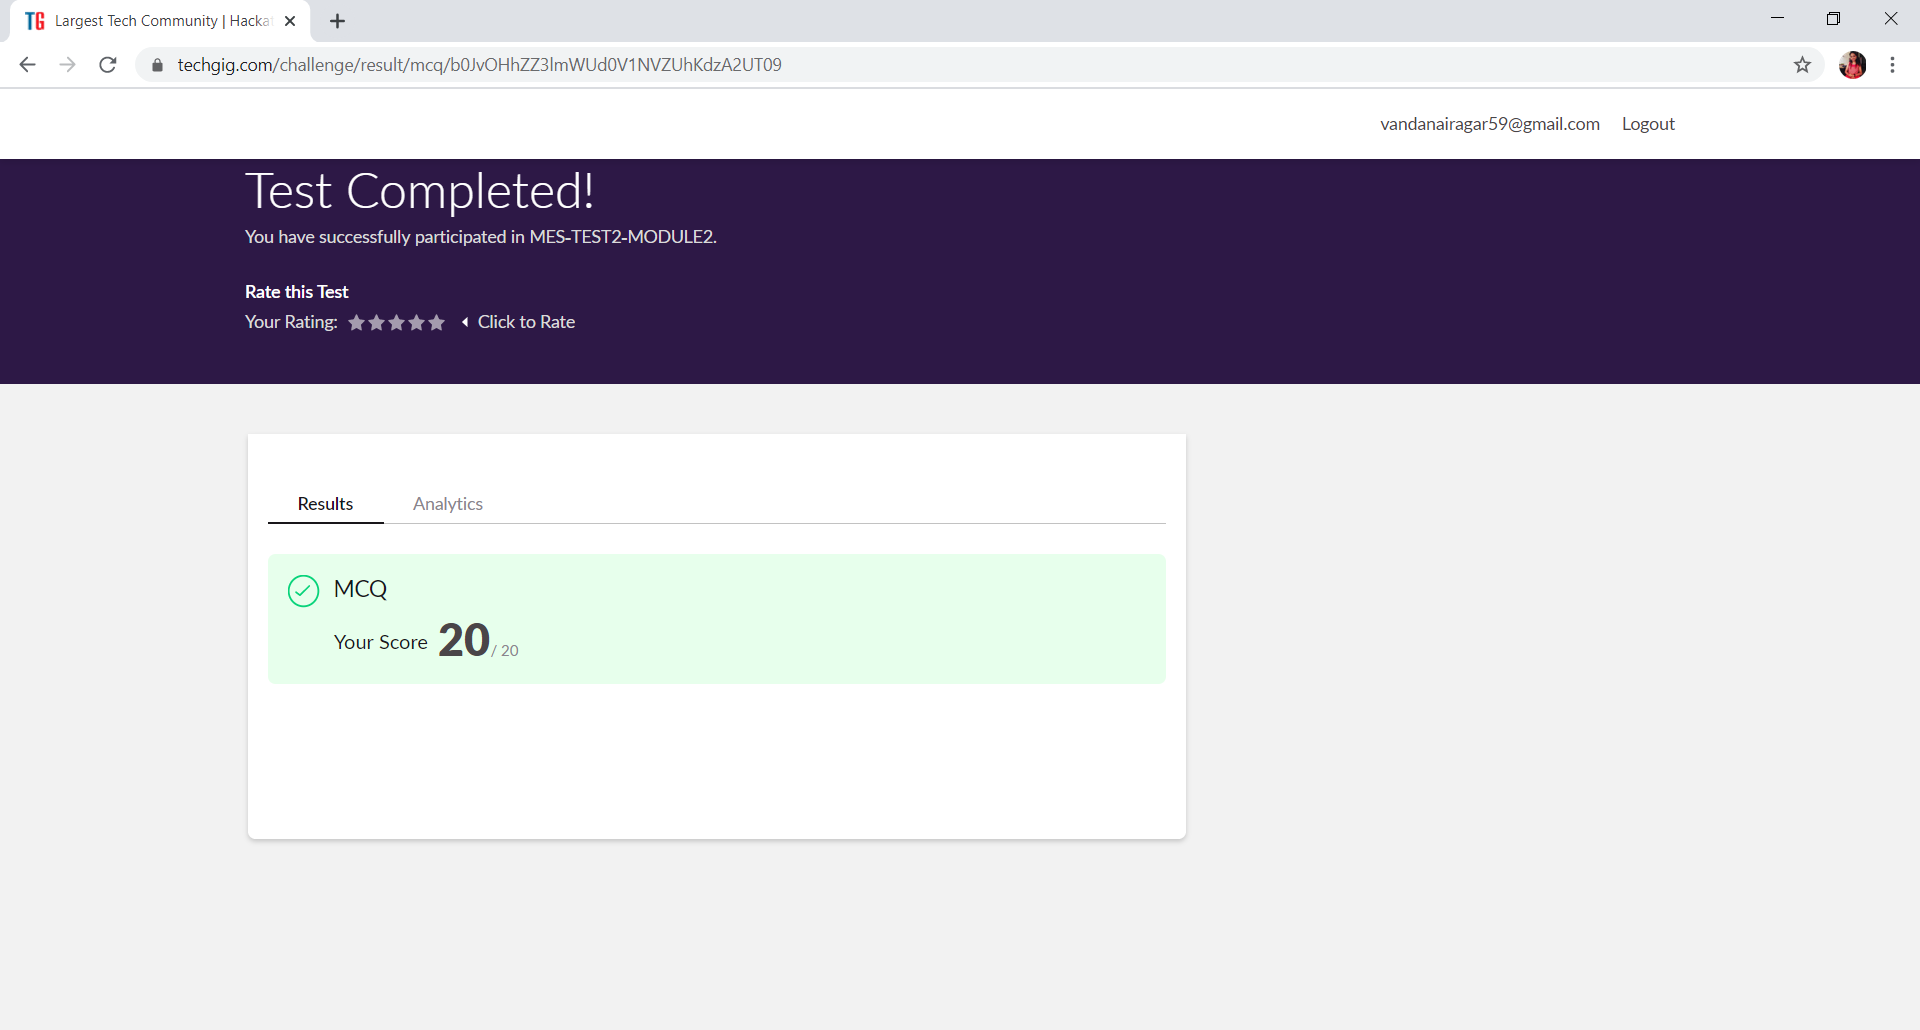 TG Largest Tech Community | Hacka
techgig.com/challenge/result/mcq/b0JvOHhZZ3lmWUd0V1NVZUhKdzA2UT09
vandanairagar59@gmail.com Logout
Test Completed!
You have successfully participated in MES-TEST2-MODULE2.
Rate this Test
Your Rating: Click to Rate
Results Analytics
MCQ
Your Score 20 / 20